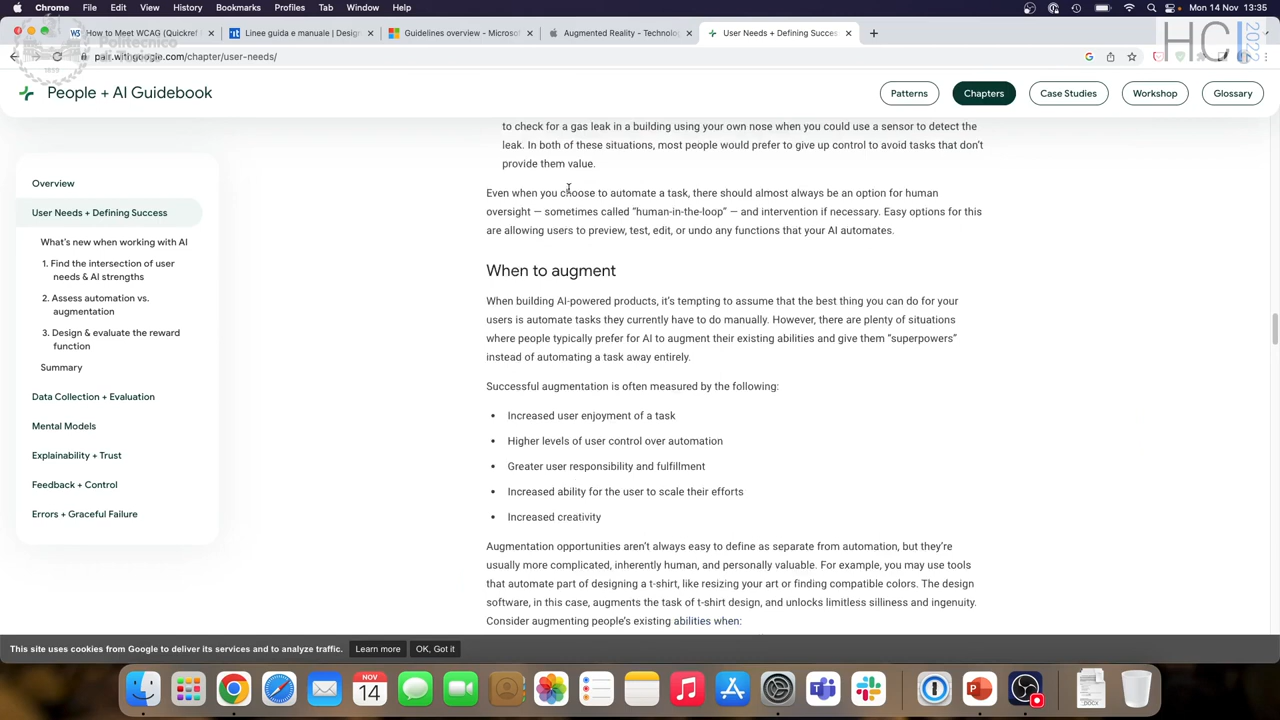 Chrome File Edit View History Bookmarks Profiles Tab Window Help Mon 14 Nov 13:35
How to Meet WCAG (Quickref Linee guida e manuale | Desig Guidelines overview - Microso Augmented Reality - Technolo User Needs + Defining Succes
pair.withgoogle.com/chapter/user-needs/
Politecnico
1859
HCI 2022
People + AI Guidebook
Patterns Chapters Case Studies Workshop Glossary
Overview
User Needs + Defining Success
What's new when working with AI
1. Find the intersection of user
needs & AI strengths
2. Assess automation vs.
augmentation
3. Design & evaluate the reward
function
Summary
Data Collection + Evaluation
Mental Models
Explainability + Trust
Feedback + Control
Errors + Graceful Failure
to check for a gas leak in a building using your own nose when you could use a sensor to detect the
leak. In both of these situations, most people would prefer to give up control to avoid tasks that don't
provide them value.
Even when you choose to automate a task, there should almost always be an option for human
oversight — sometimes called “human-in-the-loop” — and intervention if necessary. Easy options for this
are allowing users to preview, test, edit, or undo any functions that your AI automates.
When to augment
When building AI-powered products, it's tempting to assume that the best thing you can do for your
users is automate tasks they currently have to do manually. However, there are plenty of situations
where people typically prefer for AI to augment their existing abilities and give them “superpowers”
instead of automating a task away entirely.
Successful augmentation is often measured by the following:
• Increased user enjoyment of a task
• Higher levels of user control over automation
• Greater user responsibility and fulfillment
• Increased ability for the user to scale their efforts
• Increased creativity
Augmentation opportunities aren't always easy to define as separate from automation, but they're
usually more complicated, inherently human, and personally valuable. For example, you may use tools
that automate part of designing a t-shirt, like resizing your art or finding compatible colors. The design
software, in this case, augments the task of t-shirt design, and unlocks limitless silliness and ingenuity.
Consider augmenting people's existing abilities when:
This site uses cookies from Google to deliver its services and to analyze traffic. Learn more OK, Got it
NOV
14
.DOCX